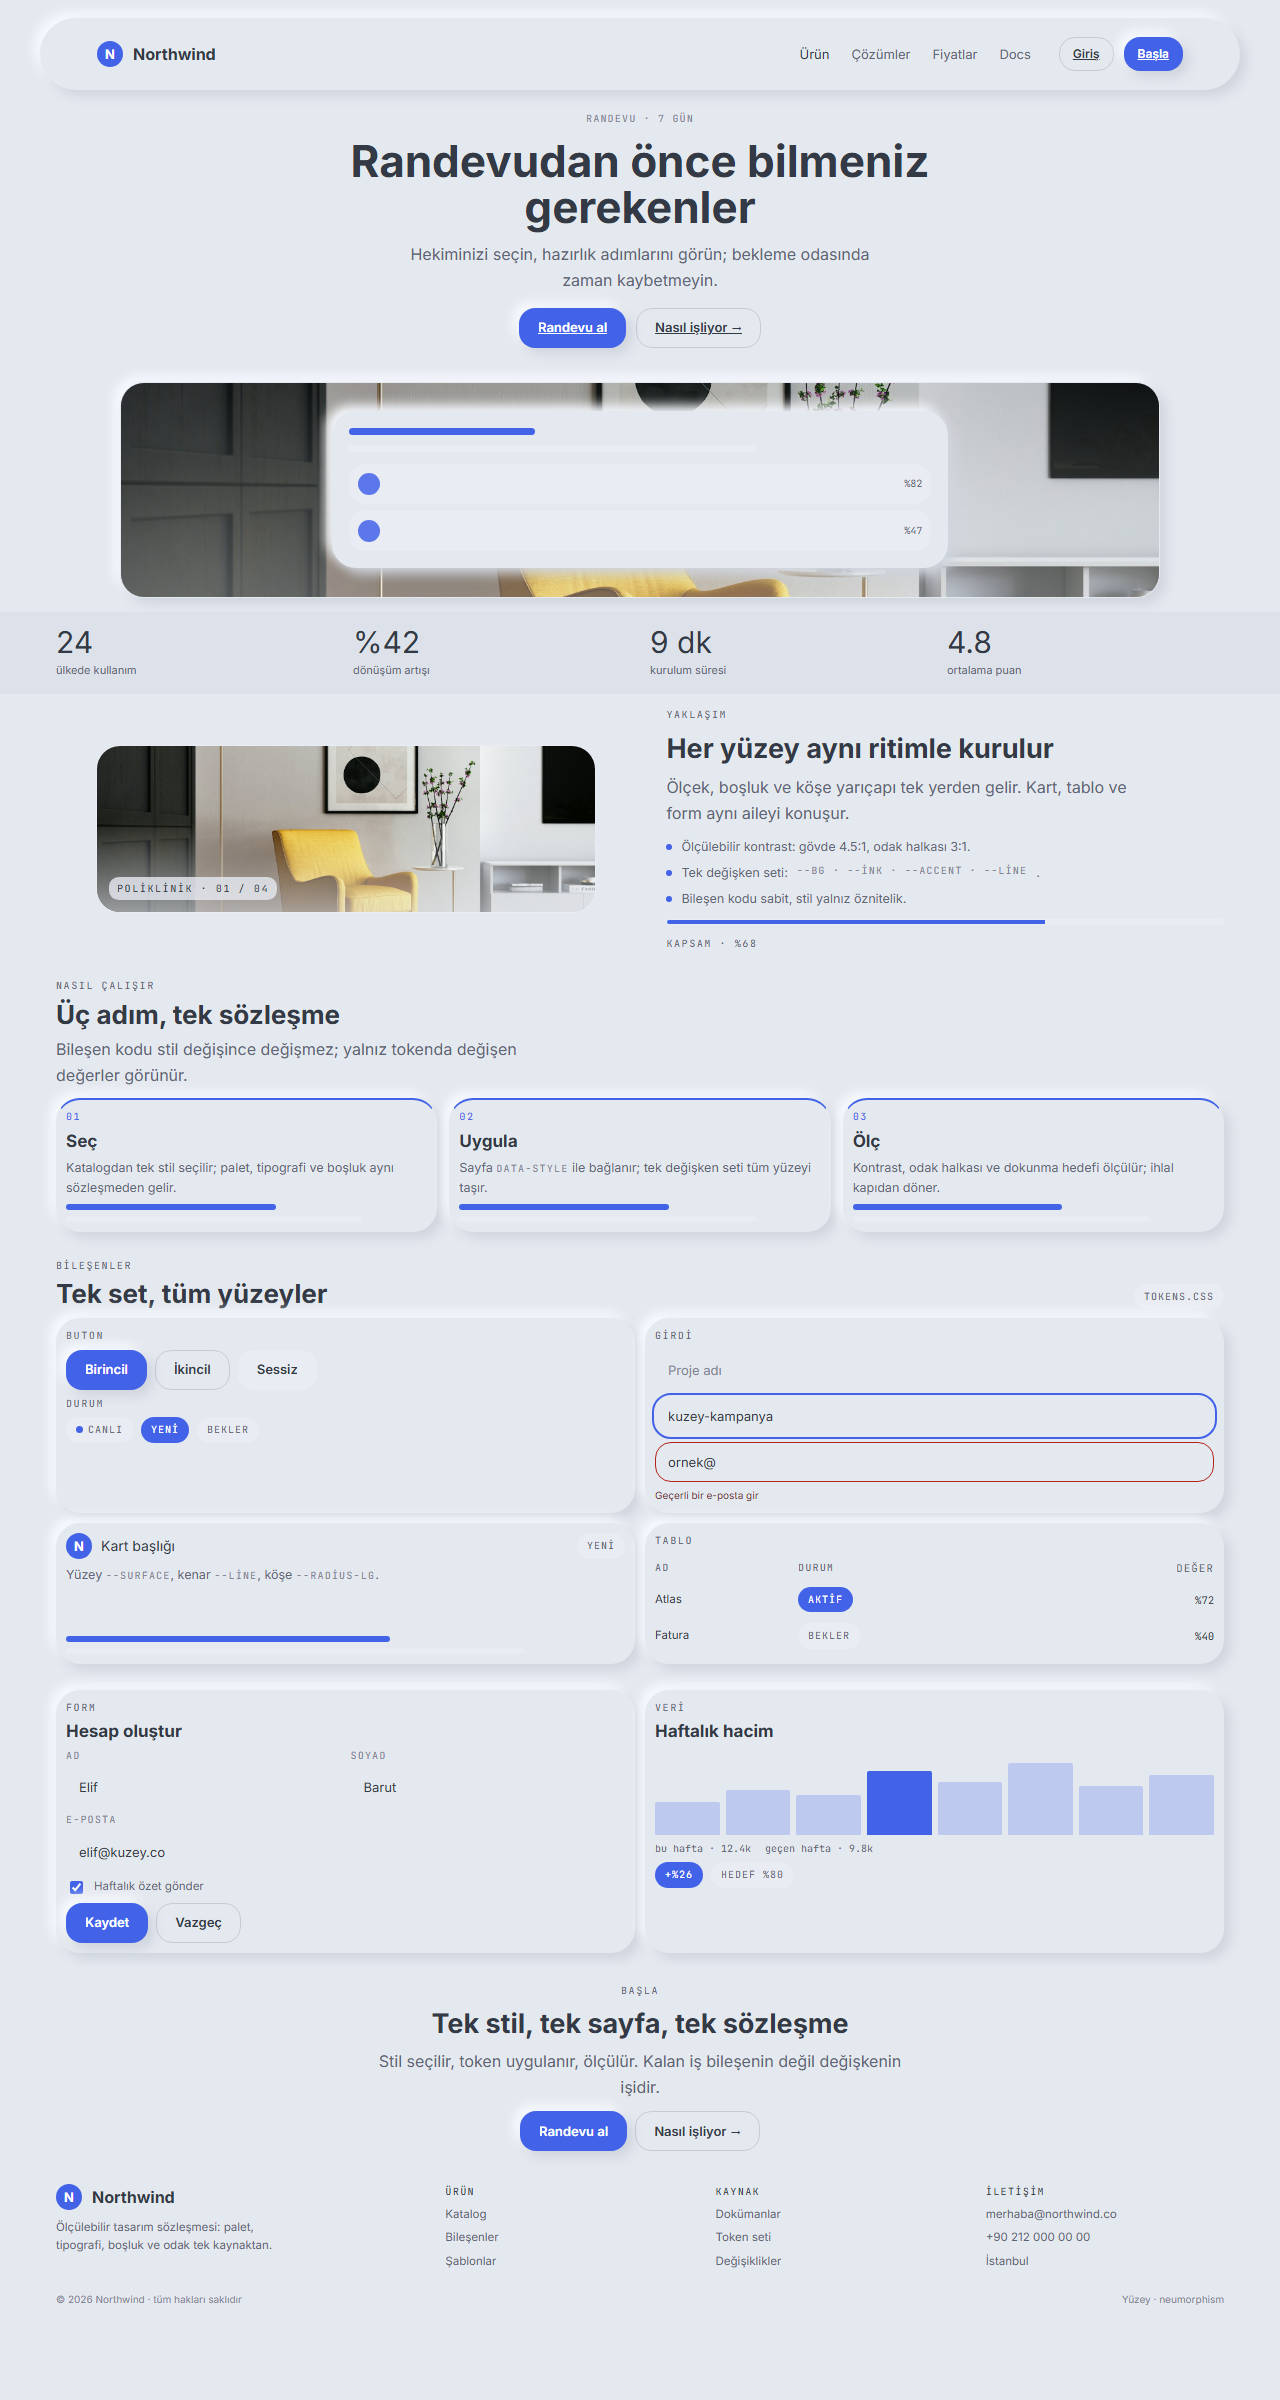 N Northwind
Ürün Çözümler Fiyatlar Docs Giriş Başla
RANDEVU · 7 GÜN
Randevudan önce bilmeniz
gerekenler
Hekiminizi seçin, hazırlık adımlarını görün; bekleme odasında
zaman kaybetmeyin.
Randevu al Nasıl işliyor →
%82
%47
24
ülkede kullanım
%42
dönüşüm artışı
9 dk
kurulum süresi
4.8
ortalama puan
POLİKLİNİK · 01 / 04
YAKLAŞIM
Her yüzey aynı ritimle kurulur
Ölçek, boşluk ve köşe yarıçapı tek yerden gelir. Kart, tablo ve
form aynı aileyi konuşur.
Ölçülebilir kontrast: gövde 4.5:1, odak halkası 3:1.
Tek değişken seti: --BG · --İNK · --ACCENT · --LİNE .
Bileşen kodu sabit, stil yalnız öznitelik.
KAPSAM · %68
NASIL ÇALIŞIR
Üç adım, tek sözleşme
Bileşen kodu stil değişince değişmez; yalnız tokenda değişen
değerler görünür.
01
Seç
Katalogdan tek stil seçilir; palet, tipografi ve boşluk aynı
sözleşmeden gelir.
02
Uygula
Sayfa DATA-STYLE ile bağlanır; tek değişken seti tüm yüzeyi
taşır.
03
Ölç
Kontrast, odak halkası ve dokunma hedefi ölçülür; ihlal
kapıdan döner.
BİLEŞENLER
Tek set, tüm yüzeyler
TOKENS.CSS
BUTON
Birincil İkincil Sessiz
DURUM
CANLI YENİ BEKLER
GİRDİ
Proje adı
kuzey-kampanya
ornek@
Geçerli bir e-posta gir
N Kart başlığı YENİ
Yüzey --SURFACE, kenar --LİNE, köşe --RADİUS-LG.
TABLO
AD DURUM DEĞER
Atlas AKTİF %72
Fatura BEKLER %40
FORM
Hesap oluştur
AD SOYAD
Elif Barut
E-POSTA
elif@kuzey.co
Haftalık özet gönder
Kaydet Vazgeç
VERİ
Haftalık hacim
bu hafta · 12.4k geçen hafta · 9.8k
+%26 HEDEF %80
BAŞLA
Tek stil, tek sayfa, tek sözleşme
Stil seçilir, token uygulanır, ölçülür. Kalan iş bileşenin değil değişkenin
işidir.
Randevu al Nasıl işliyor →
N Northwind
Ölçülebilir tasarım sözleşmesi: palet,
tipografi, boşluk ve odak tek kaynaktan.
ÜRÜN
Katalog
Bileşenler
Şablonlar
KAYNAK
Dokümanlar
Token seti
Değişiklikler
İLETİŞİM
merhaba@northwind.co
+90 212 000 00 00
İstanbul
© 2026 Northwind · tüm hakları saklıdır
Yüzey · neumorphism